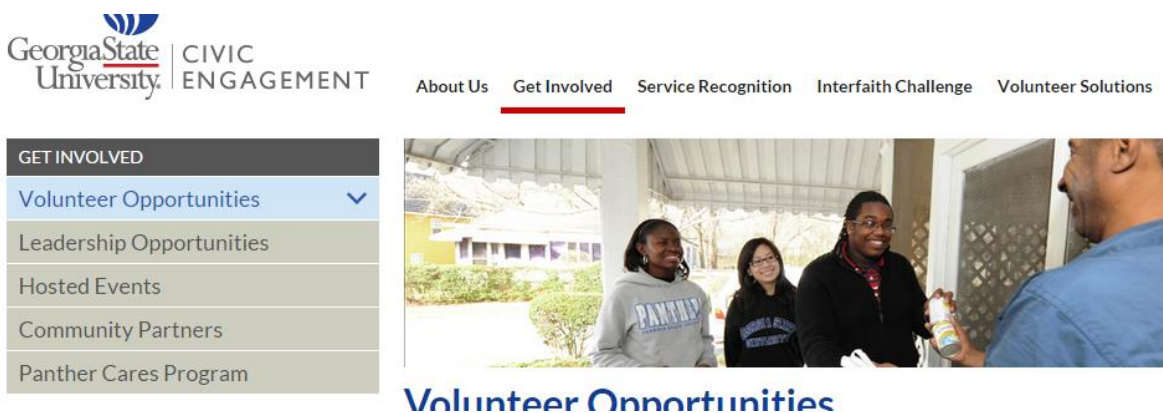 GeorgiaState
University.
CIVIC
ENGAGEMENT
About Us Get Involved Service Recognition Interfaith Challenge Volunteer Solutions
GET INVOLVED
Volunteer Opportunities
Leadership Opportunities
Hosted Events
Community Partners
Panther Cares Program
PANTHER
Volunteer Opportunities